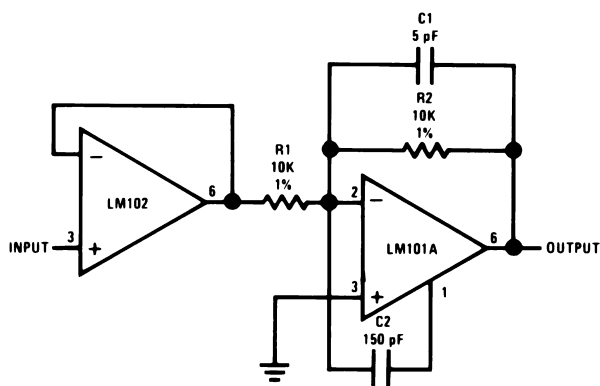 C1
5 pF
R2
10K
1%
R1
10K
1%
−
LM102
6
INPUT
3
+
2
−
LM101A
6
OUTPUT
3
+
1
C2
150 pF